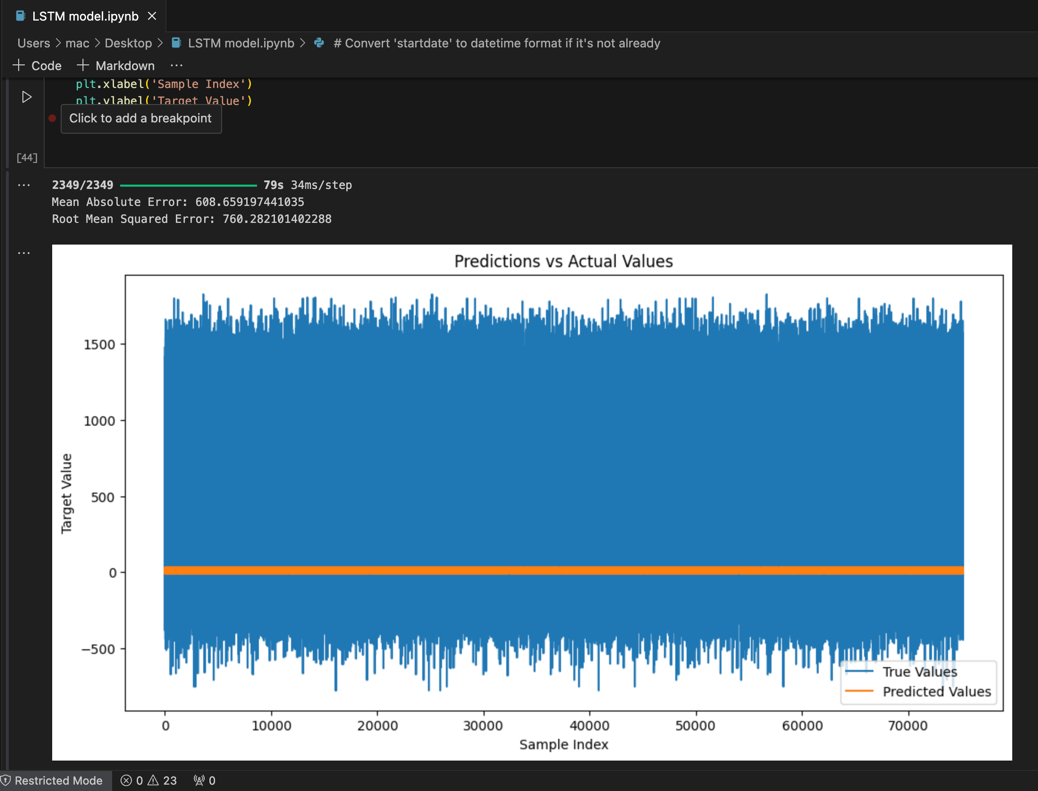 LSTM model.ipynb ×
Users > mac > Desktop > LSTM model.ipynb > # Convert 'startdate' to datetime format if it's not already
+ Code + Markdown ...
plt.xlabel('Sample Index')
plt.ylabel('Target Value')
Click to add a breakpoint
[44]
... 2349/2349 79s 34ms/step
Mean Absolute Error: 608.659197441035
Root Mean Squared Error: 760.282101402288
...
Predictions vs Actual Values
1500
1000
500
0
−500
Target Value
True Values
Predicted Values
0 10000 20000 30000 40000 50000 60000 70000
Sample Index
Restricted Mode 0 23 0